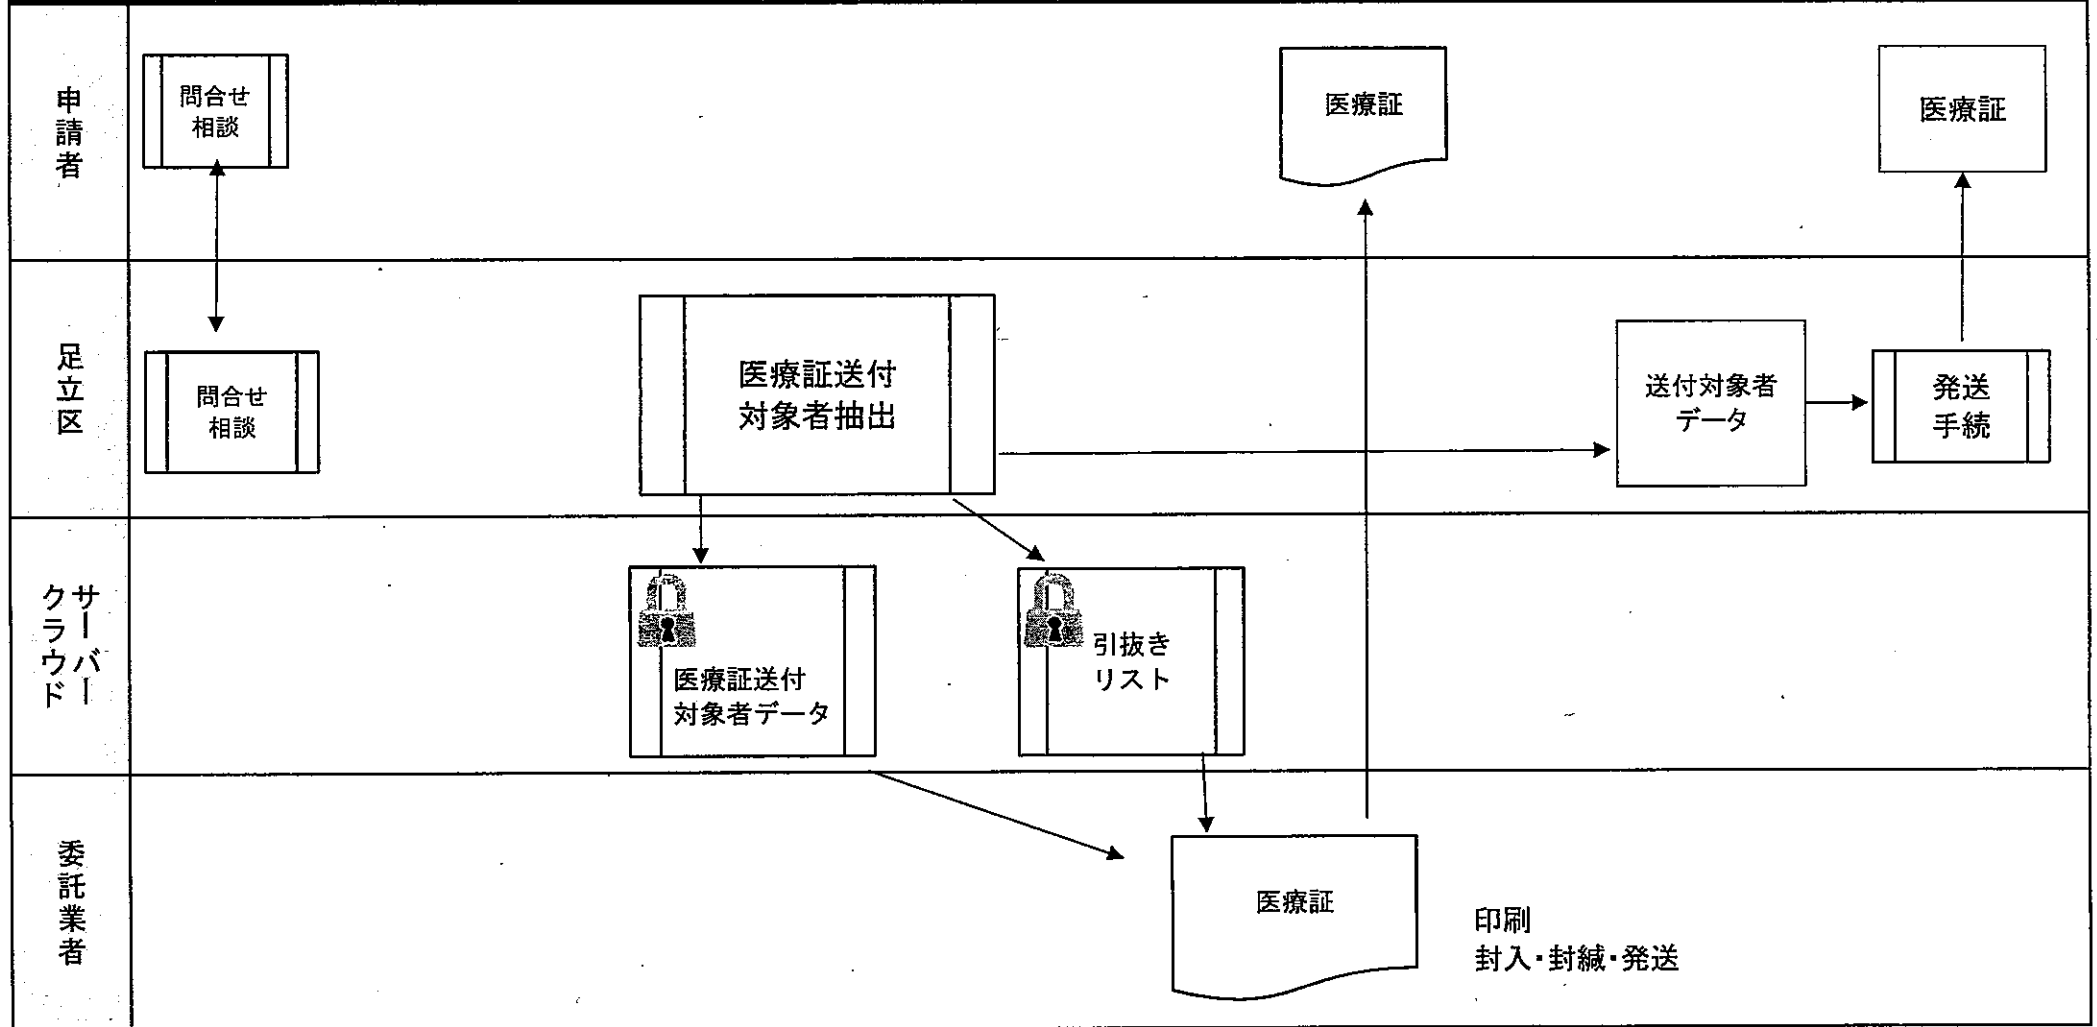 申請者
問合せ
相談
医療証
医療証
足立区
問合せ
相談
医療証送付
対象者抽出
送付対象者
データ
発送
手続
サーバー
クラウド
医療証送付
対象者データ
引抜き
リスト
委託業者
医療証
印刷
封入・封緘・発送